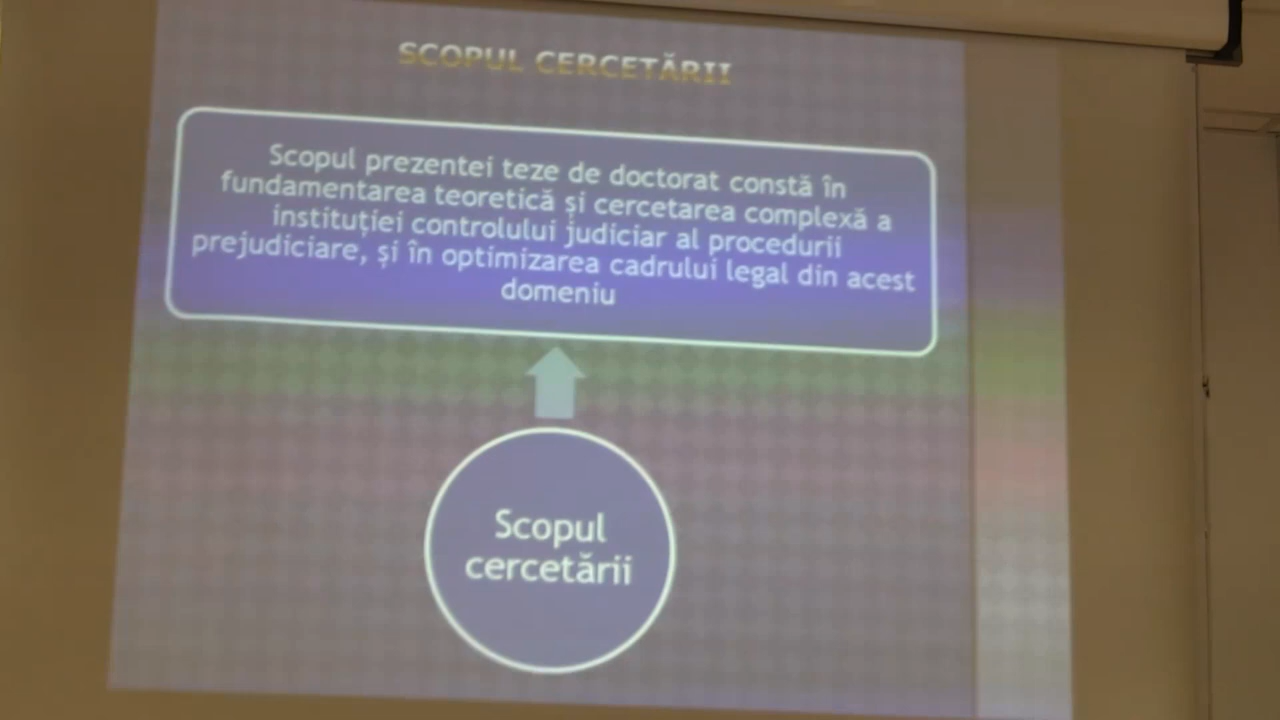 SCOPUL CERCETĂRII
Scopul prezentei teze de doctorat constă în
fundamentarea teoretică și cercetarea complexă a
instituției controlului judiciar al procedurii
prejudiciare, și în optimizarea cadrului legal din acest
domeniu
Scopul
cercetării